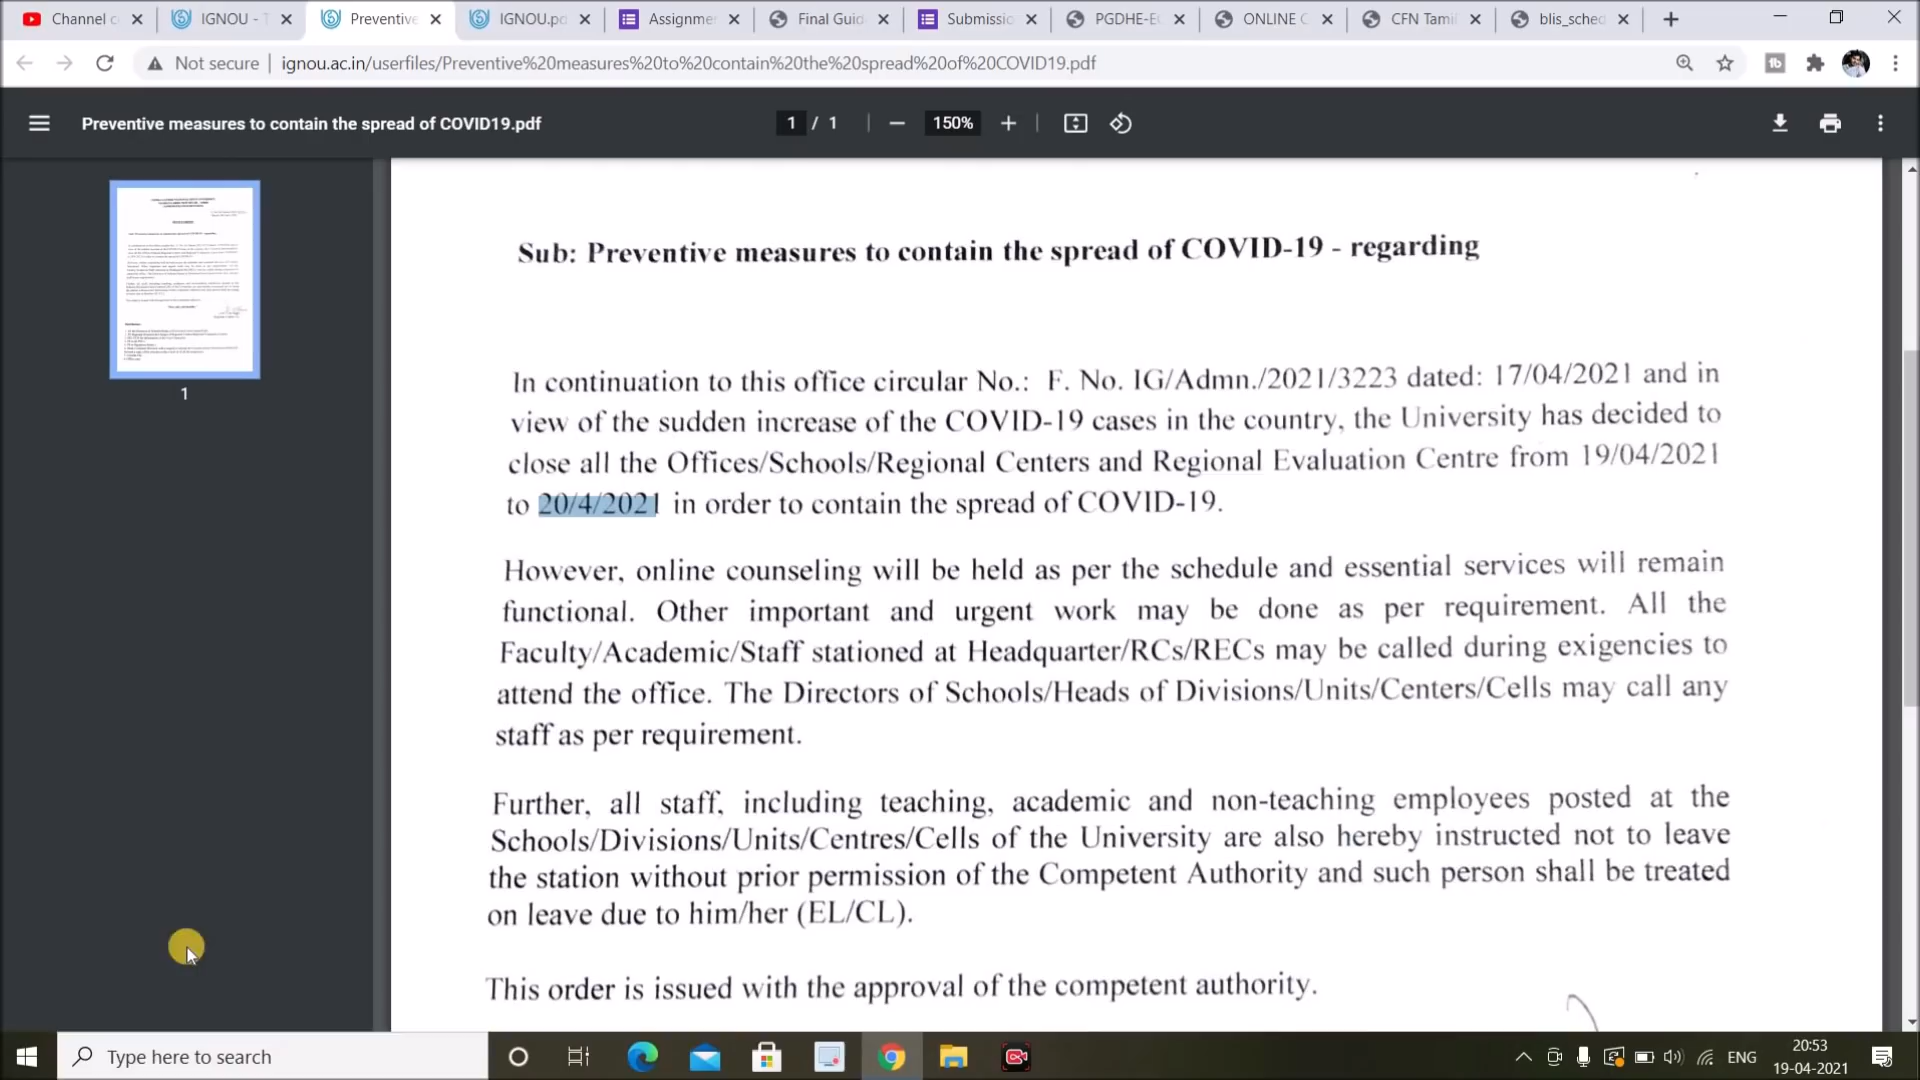 Channel c
IGNOU - T
Preventive
IGNOU.po
Assignme
Final Guid
Submissio
PGDHE-E
ONLINE C
CFN Tami
blis_sched
Not secure
ignou.ac.in/userfiles/Preventive%20measures%20to%20contain%20the%20spread%20of%20COVID19.pdf
Preventive measures to contain the spread of COVID19.pdf
1 / 1
150%
1
Sub: Preventive measures to contain the spread of COVID-19 - regarding
In continuation to this office circular No.: F. No. IG/Admn./2021/3223 dated: 17/04/2021 and in
view of the sudden increase of the COVID-19 cases in the country, the University has decided to
close all the Offices/Schools/Regional Centers and Regional Evaluation Centre from 19/04/2021
to 20/4/2021 in order to contain the spread of COVID-19.
However, online counseling will be held as per the schedule and essential services will remain
functional. Other important and urgent work may be done as per requirement. All the
Faculty/Academic/Staff stationed at Headquarter/RCs/RECs may be called during exigencies to
attend the office. The Directors of Schools/Heads of Divisions/Units/Centers/Cells may call any
staff as per requirement.
Further, all staff, including teaching, academic and non-teaching employees posted at the
Schools/Divisions/Units/Centres/Cells of the University are also hereby instructed not to leave
the station without prior permission of the Competent Authority and such person shall be treated
on leave due to him/her (EL/CL).
This order is issued with the approval of the competent authority.
Type here to search
ENG
20:53
19-04-2021